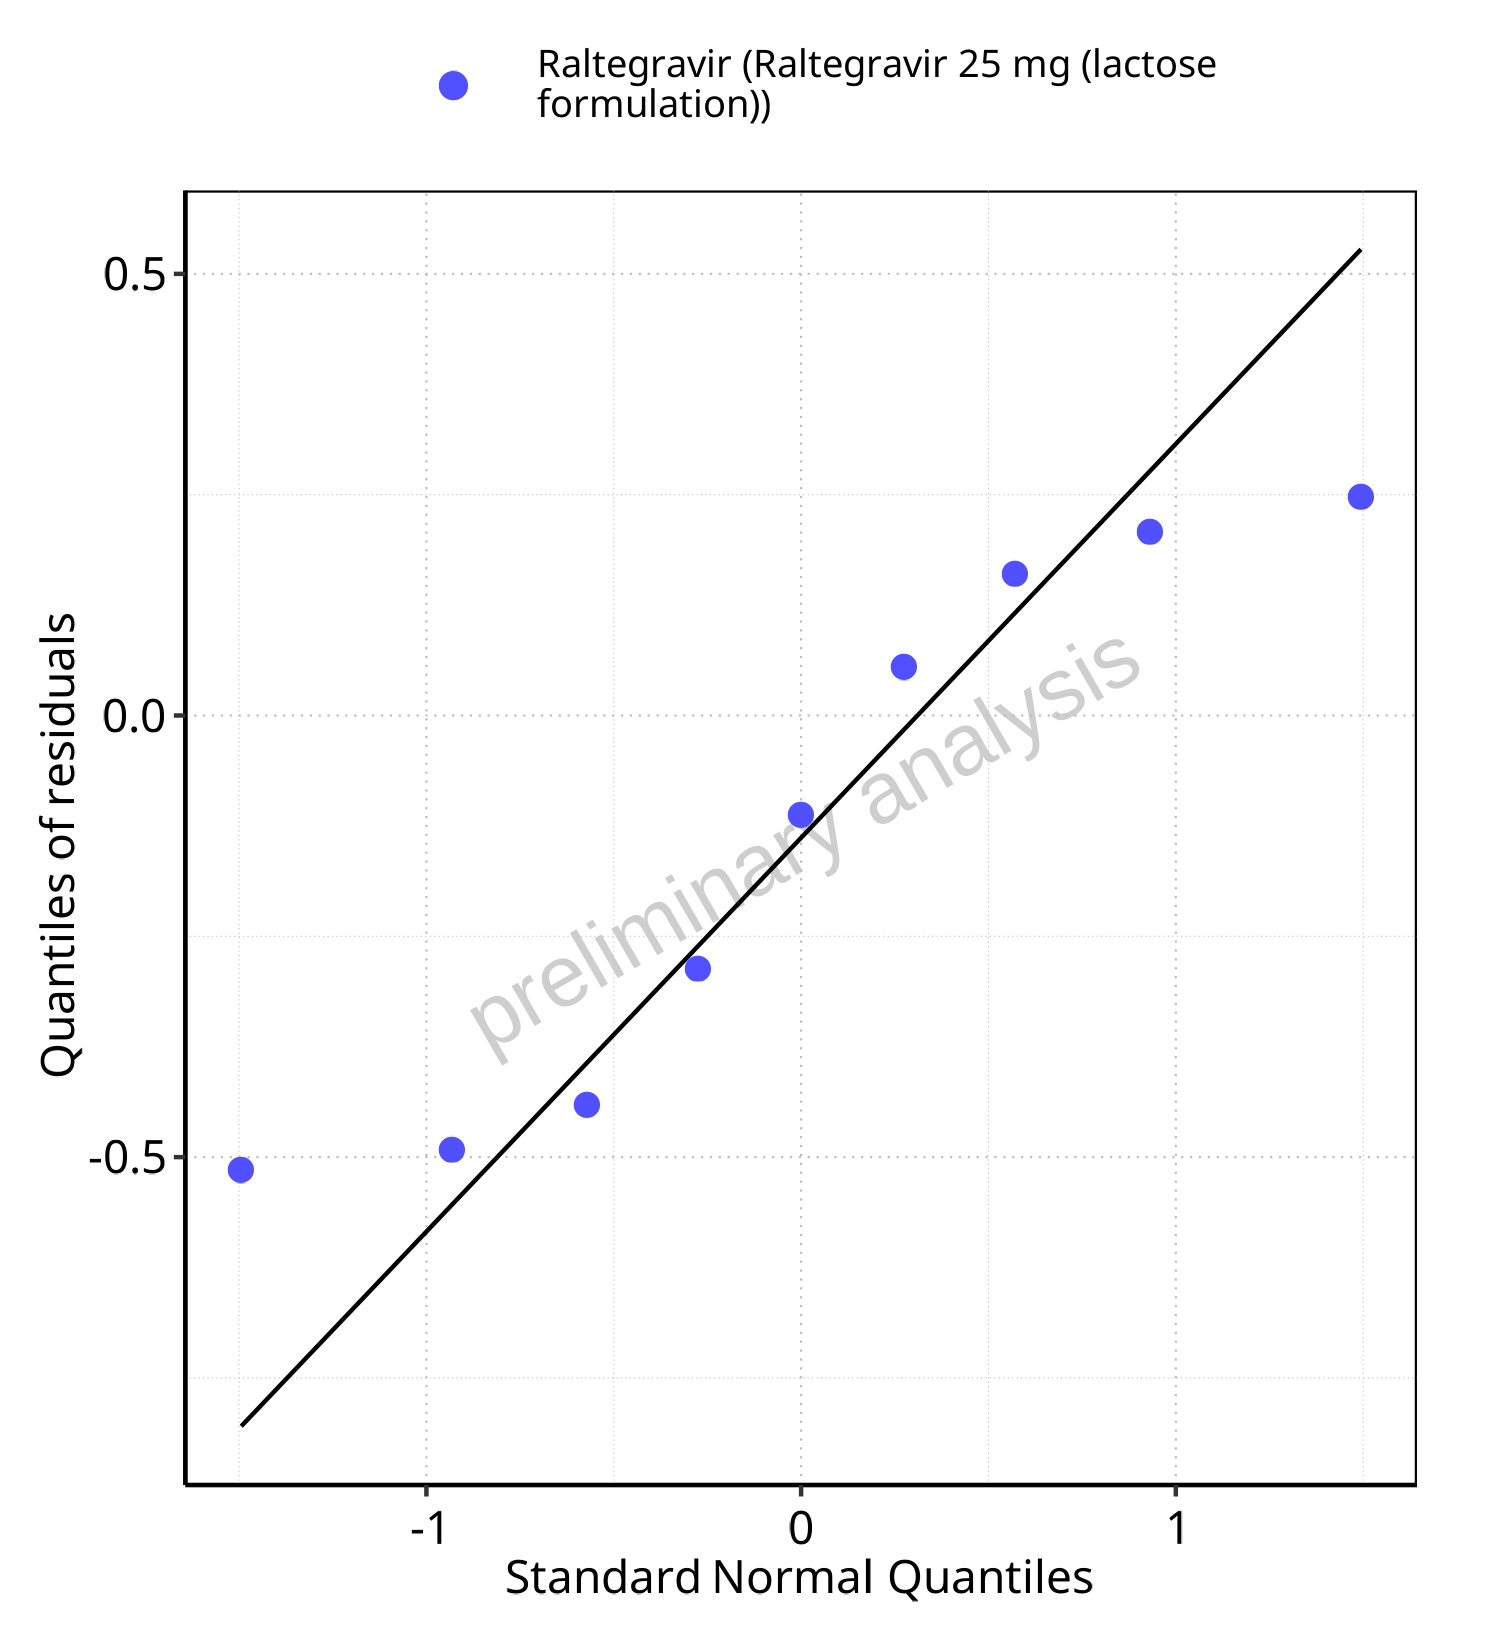 Raltegravir (Raltegravir 25 mg (lactose
formulation))
0.5
0.0
-0.5
Quantiles of residuals
preliminary analysis
-1 0 1
Standard Normal Quantiles